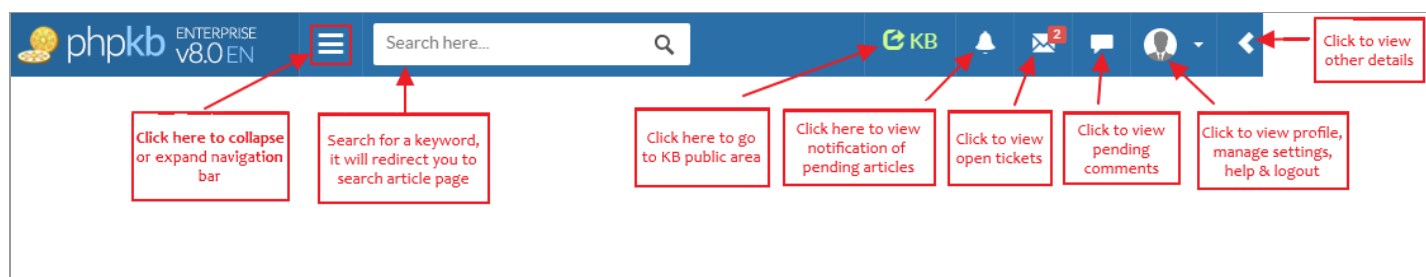 phpkb ENTERPRISE
v8.0 EN
Search here...
KB
2
Click to view
other details
Click here to collapse
or expand navigation
bar
Search for a keyword,
it will redirect you to
search article page
Click here to go
to KB public area
Click here to view
notification of
pending articles
Click to view
open tickets
Click to view
pending
comments
Click to view profile,
manage settings,
help & logout